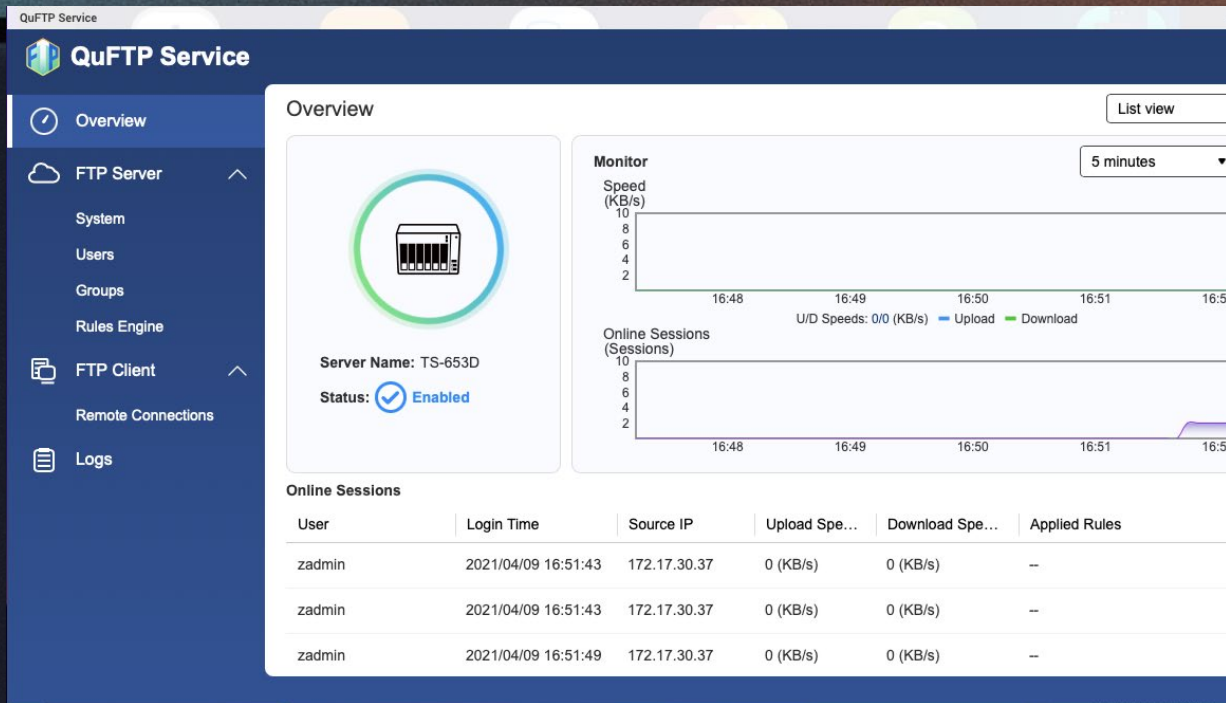 QuFTP Service
QuFTP Service
Overview
FTP Server
System
Users
Groups
Rules Engine
FTP Client
Remote Connections
Logs
Overview
List view
Server Name: TS-653D
Status: Enabled
Monitor
5 minutes
Speed
(KB/s)
10
8
6
4
2
16:48 16:49 16:50 16:51 16:5
U/D Speeds: 0/0 (KB/s) Upload Download
Online Sessions
(Sessions)
10
8
6
4
2
16:48 16:49 16:50 16:51 16:5
Online Sessions
User Login Time Source IP Upload Spe... Download Spe... Applied Rules
zadmin 2021/04/09 16:51:43 172.17.30.37 0 (KB/s) 0 (KB/s) --
zadmin 2021/04/09 16:51:43 172.17.30.37 0 (KB/s) 0 (KB/s) --
zadmin 2021/04/09 16:51:49 172.17.30.37 0 (KB/s) 0 (KB/s) --